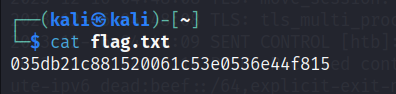 ┌──(kali㉿kali)-[~]
└─$ cat flag.txt
035db21c881520061c53e0536e44f815